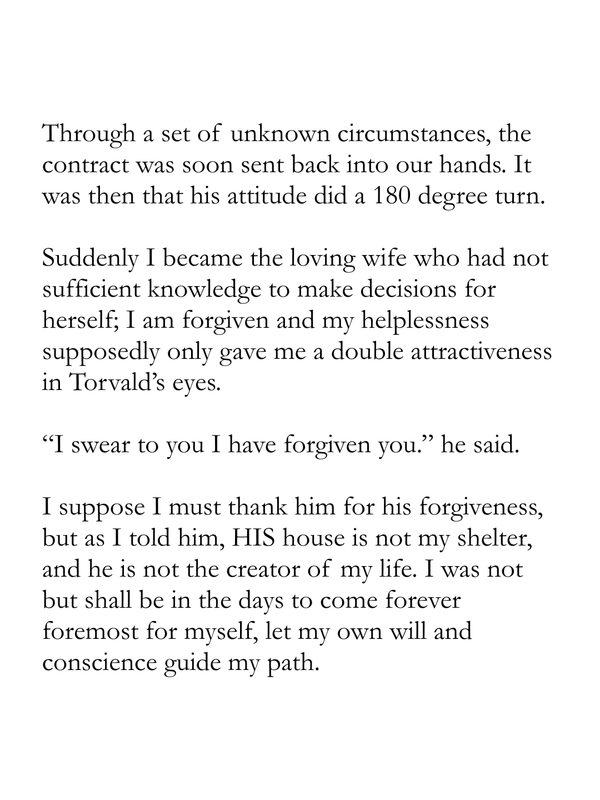 Through a set of unknown circumstances, the
contract was soon sent back into our hands. It
was then that his attitude did a 180 degree turn.
Suddenly I became the loving wife who had not
sufficient knowledge to make decisions for
herself; I am forgiven and my helplessness
supposedly only gave me a double attractiveness
in Torvald’s eyes.
“I swear to you I have forgiven you.” he said.
I suppose I must thank him for his forgiveness,
but as I told him, HIS house is not my shelter,
and he is not the creator of my life. I was not
but shall be in the days to come forever
foremost for myself, let my own will and
conscience guide my path.